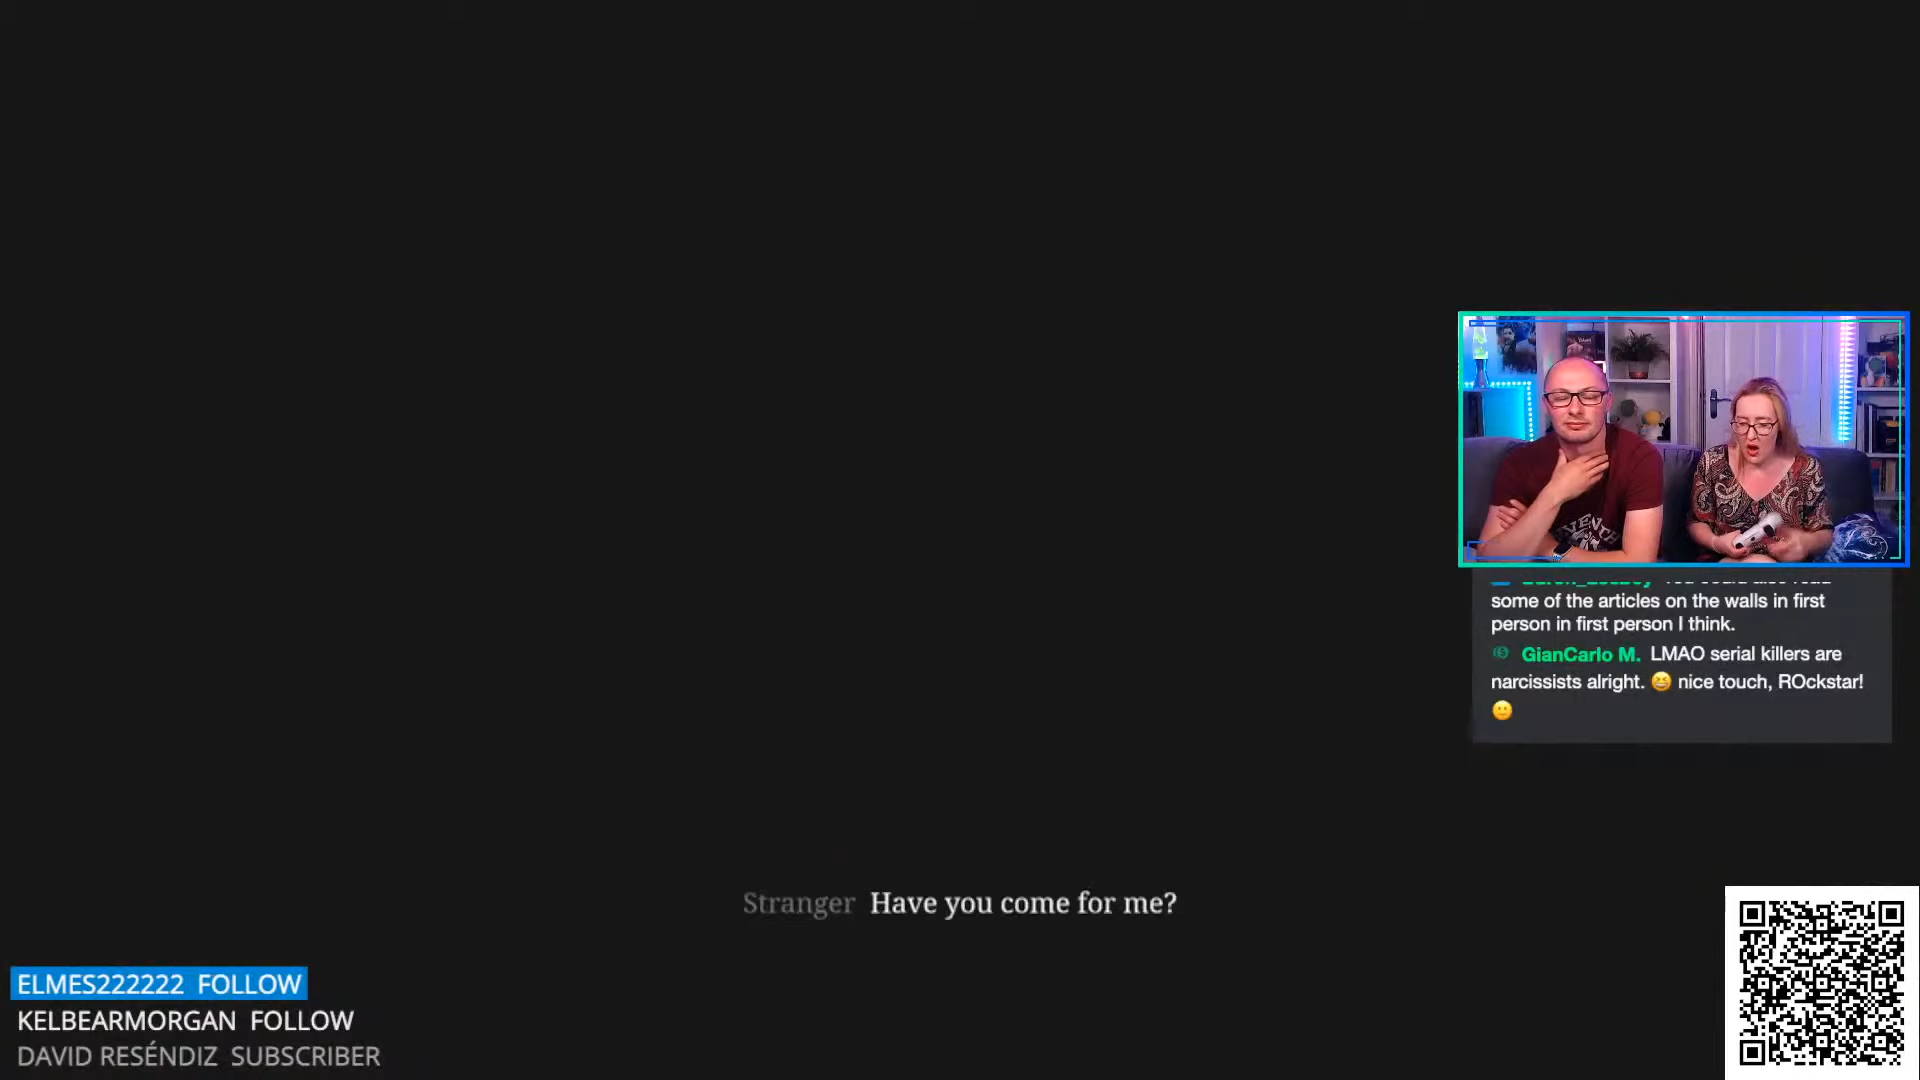 some of the articles on the walls in first
person in first person I think.
GianCarlo M. LMAO serial killers are
narcissists alright. 😆 nice touch, ROckstar!
🙂
Stranger Have you come for me?
ELMES222222 FOLLOW
KELBEARMORGAN FOLLOW
DAVID RESÉNDIZ SUBSCRIBER